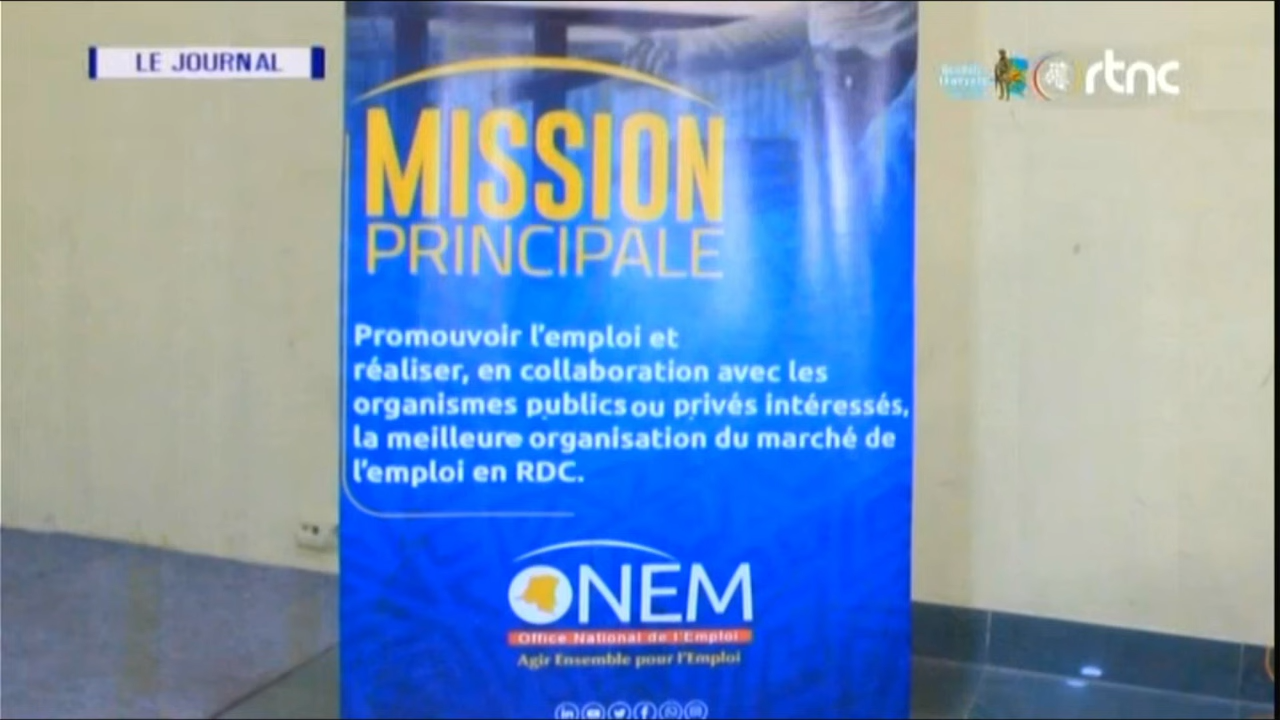 LE JOURNAL
rtnc
MISSION
PRINCIPALE
Promouvoir l'emploi et
réaliser, en collaboration avec les
organismes publics ou privés intéressés,
la meilleure organisation du marché de
l'emploi en RDC.
ONEM
Office National de l'Emploi
Agir Ensemble pour l'Emploi